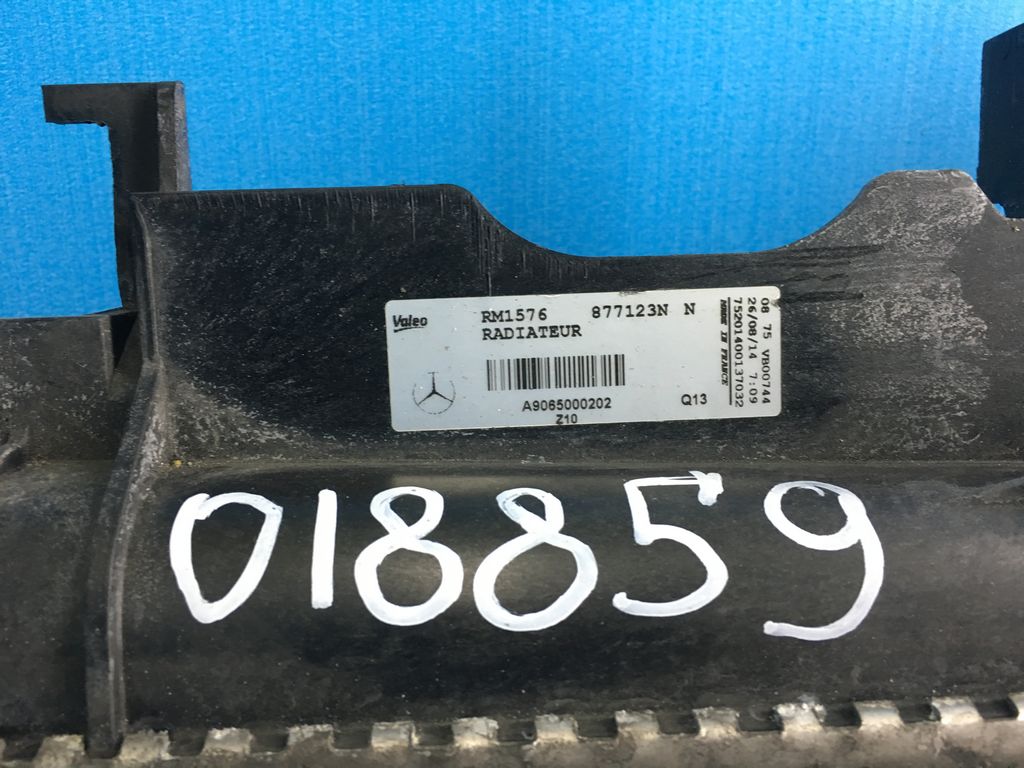 Valeo RM1576 877123N N
RADIATEUR
A9065000202 Q13
Z10
08 75 VB00744
26/08/14 7:09
75201400137032
MADE IN FRANCE
018859